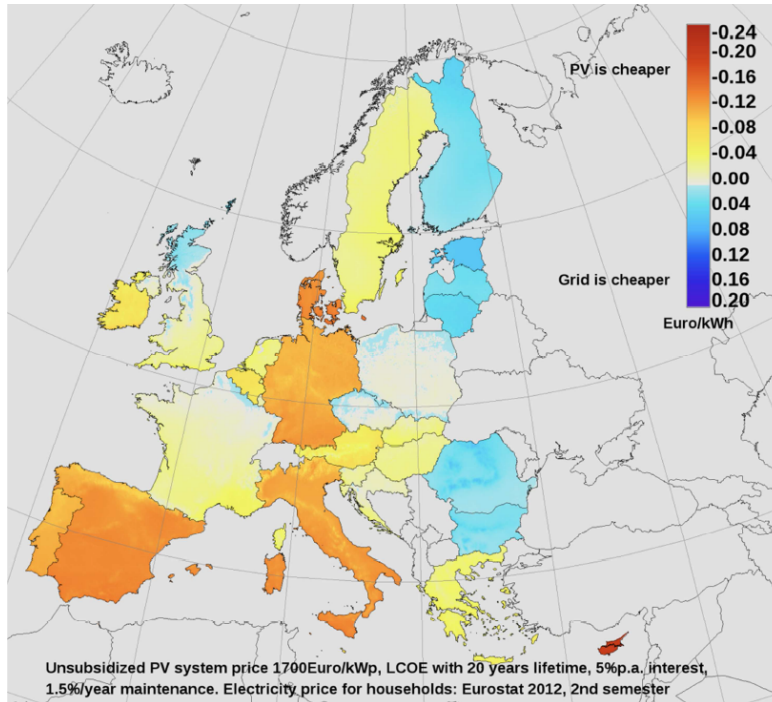 -0.24
-0.20
PV is cheaper
-0.16
-0.12
-0.08
-0.04
0.00
0.04
0.08
0.12
Grid is cheaper
0.16
0.20
Euro/kWh
Unsubsidized PV system price 1700Euro/kWp, LCOE with 20 years lifetime, 5%p.a. interest,
1.5%/year maintenance. Electricity price for households: Eurostat 2012, 2nd semester